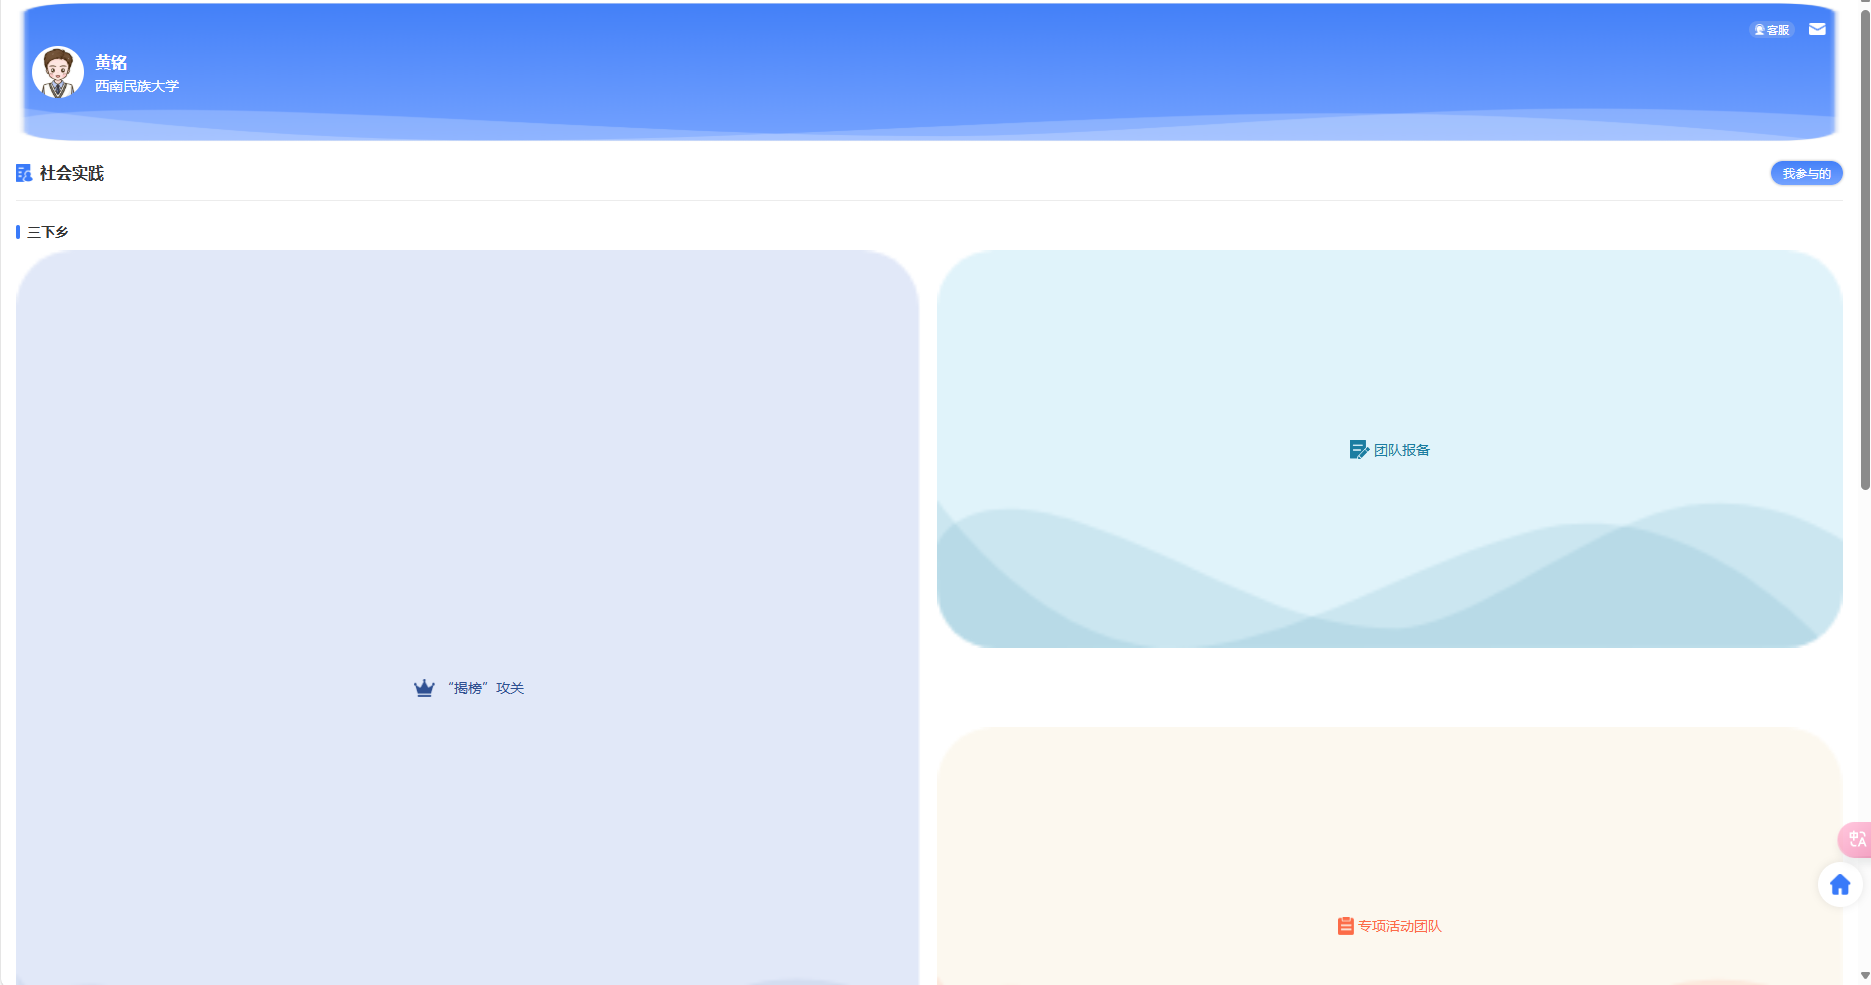 客服
黄铭
西南民族大学
社会实践
我参与的
三下乡
团队报备
“揭榜”攻关
专项活动团队